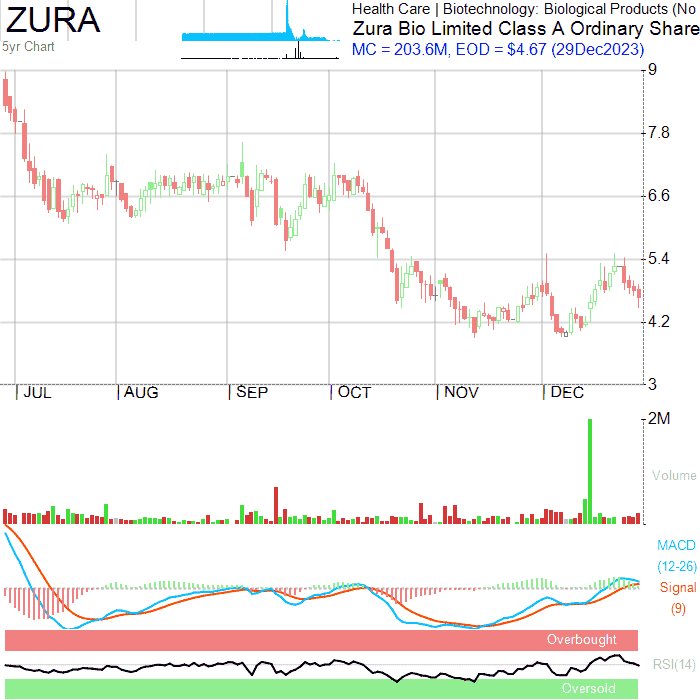 ZURA
5yr Chart
Health Care | Biotechnology: Biological Products (No
Zura Bio Limited Class A Ordinary Share
MC = 203.6M, EOD = $4.67 (29Dec2023)
9
7.8
6.6
5.4
4.2
3
JUL AUG SEP OCT NOV DEC
2M
Volume
MACD
(12-26)
Signal
(9)
Overbought
RSI(14)
Oversold